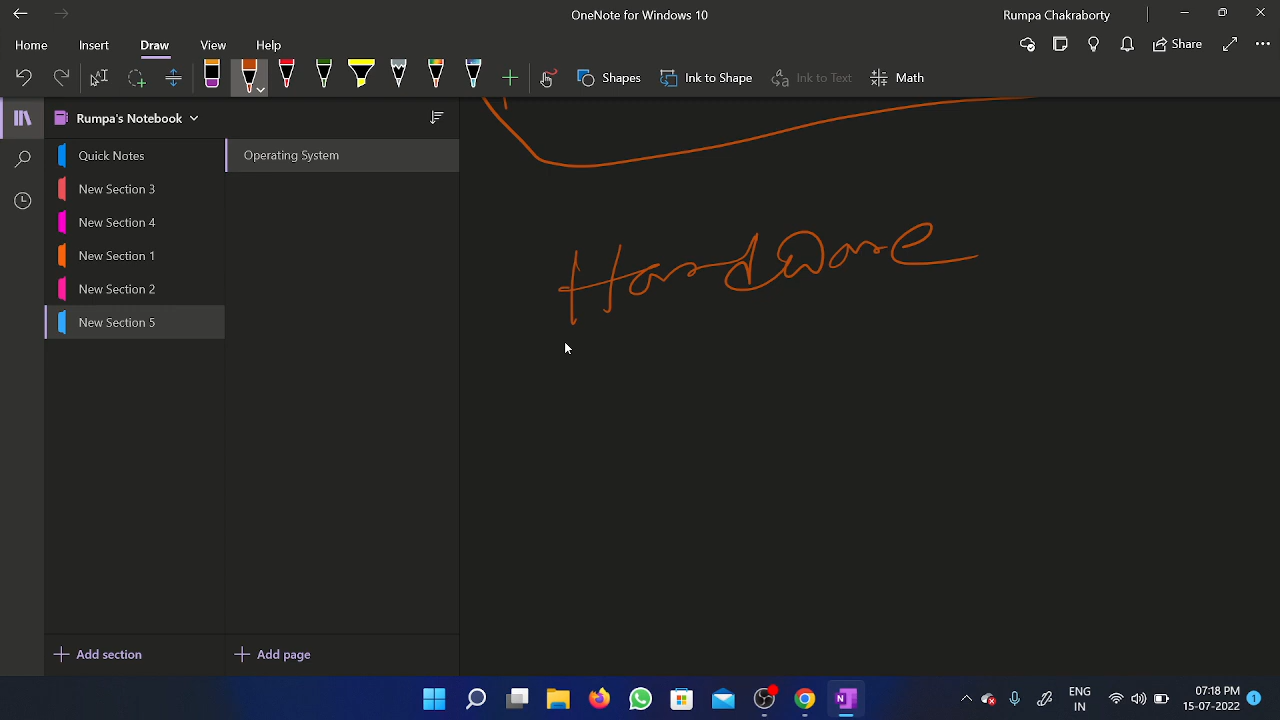 OneNote for Windows 10
Rumpa Chakraborty
Home Insert Draw View Help
Share
Shapes Ink to Shape Ink to Text Math
Rumpa's Notebook
Quick Notes
New Section 3
New Section 4
New Section 1
New Section 2
New Section 5
Operating System
Hardware
Add section
Add page
ENG
IN
07:18 PM
15-07-2022
1